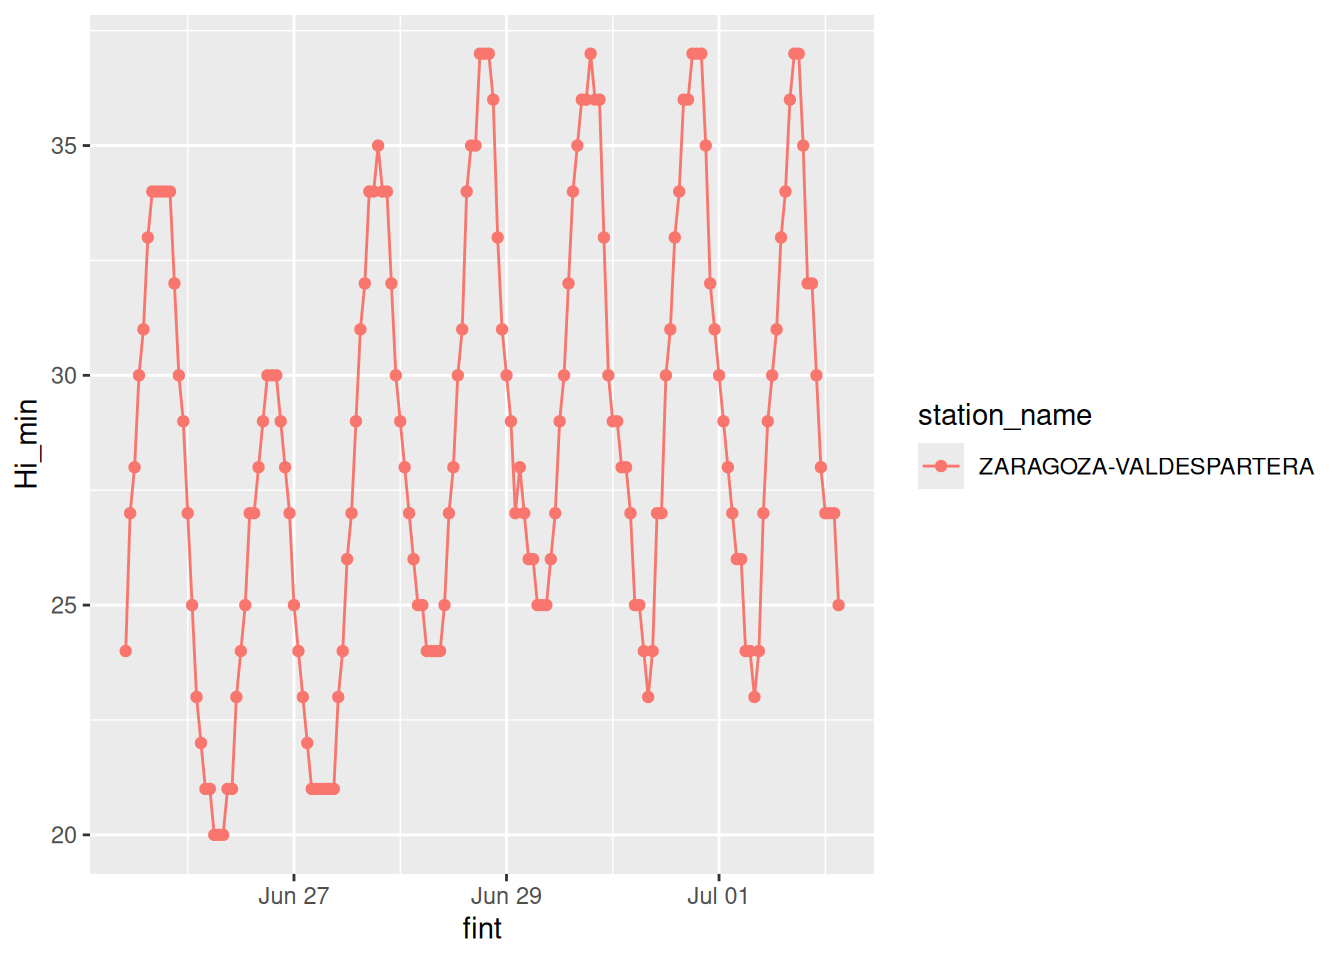 35
30
25
20
Hi_min
Jun 27
Jun 29
Jul 01
fint
station_name
ZARAGOZA-VALDESPARTERA